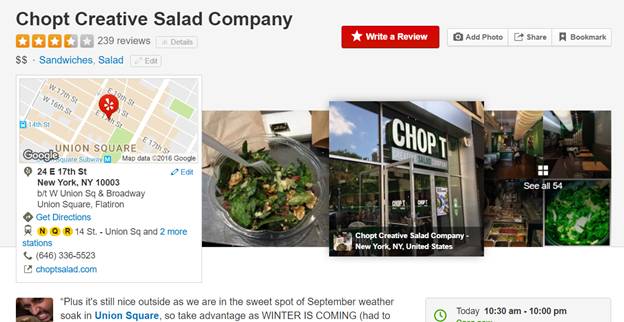 Chopt Creative Salad Company
239 reviews Details
Write a Review
Add Photo Share Bookmark
$$ · Sandwiches, Salad Edit
W 17th St
W 16th St
E 19th St
14th St
UNION SQUARE
E 17th St
Square Subway M
Google Map data ©2016 Google
24 E 17th St Edit
New York, NY 10003
b/t W Union Sq & Broadway
Union Square, Flatiron
Get Directions
N Q R 14 St. - Union Sq and 2 more
stations
(646) 336-5523
choptsalad.com
CHOP T
SALAD
CHOP T
Chopt Creative Salad Company -
New York, NY, United States
See all 54
"Plus it's still nice outside as we are in the sweet spot of September weather
soak in Union Square, so take advantage as WINTER IS COMING (had to
Today 10:30 am - 10:00 pm
Open now